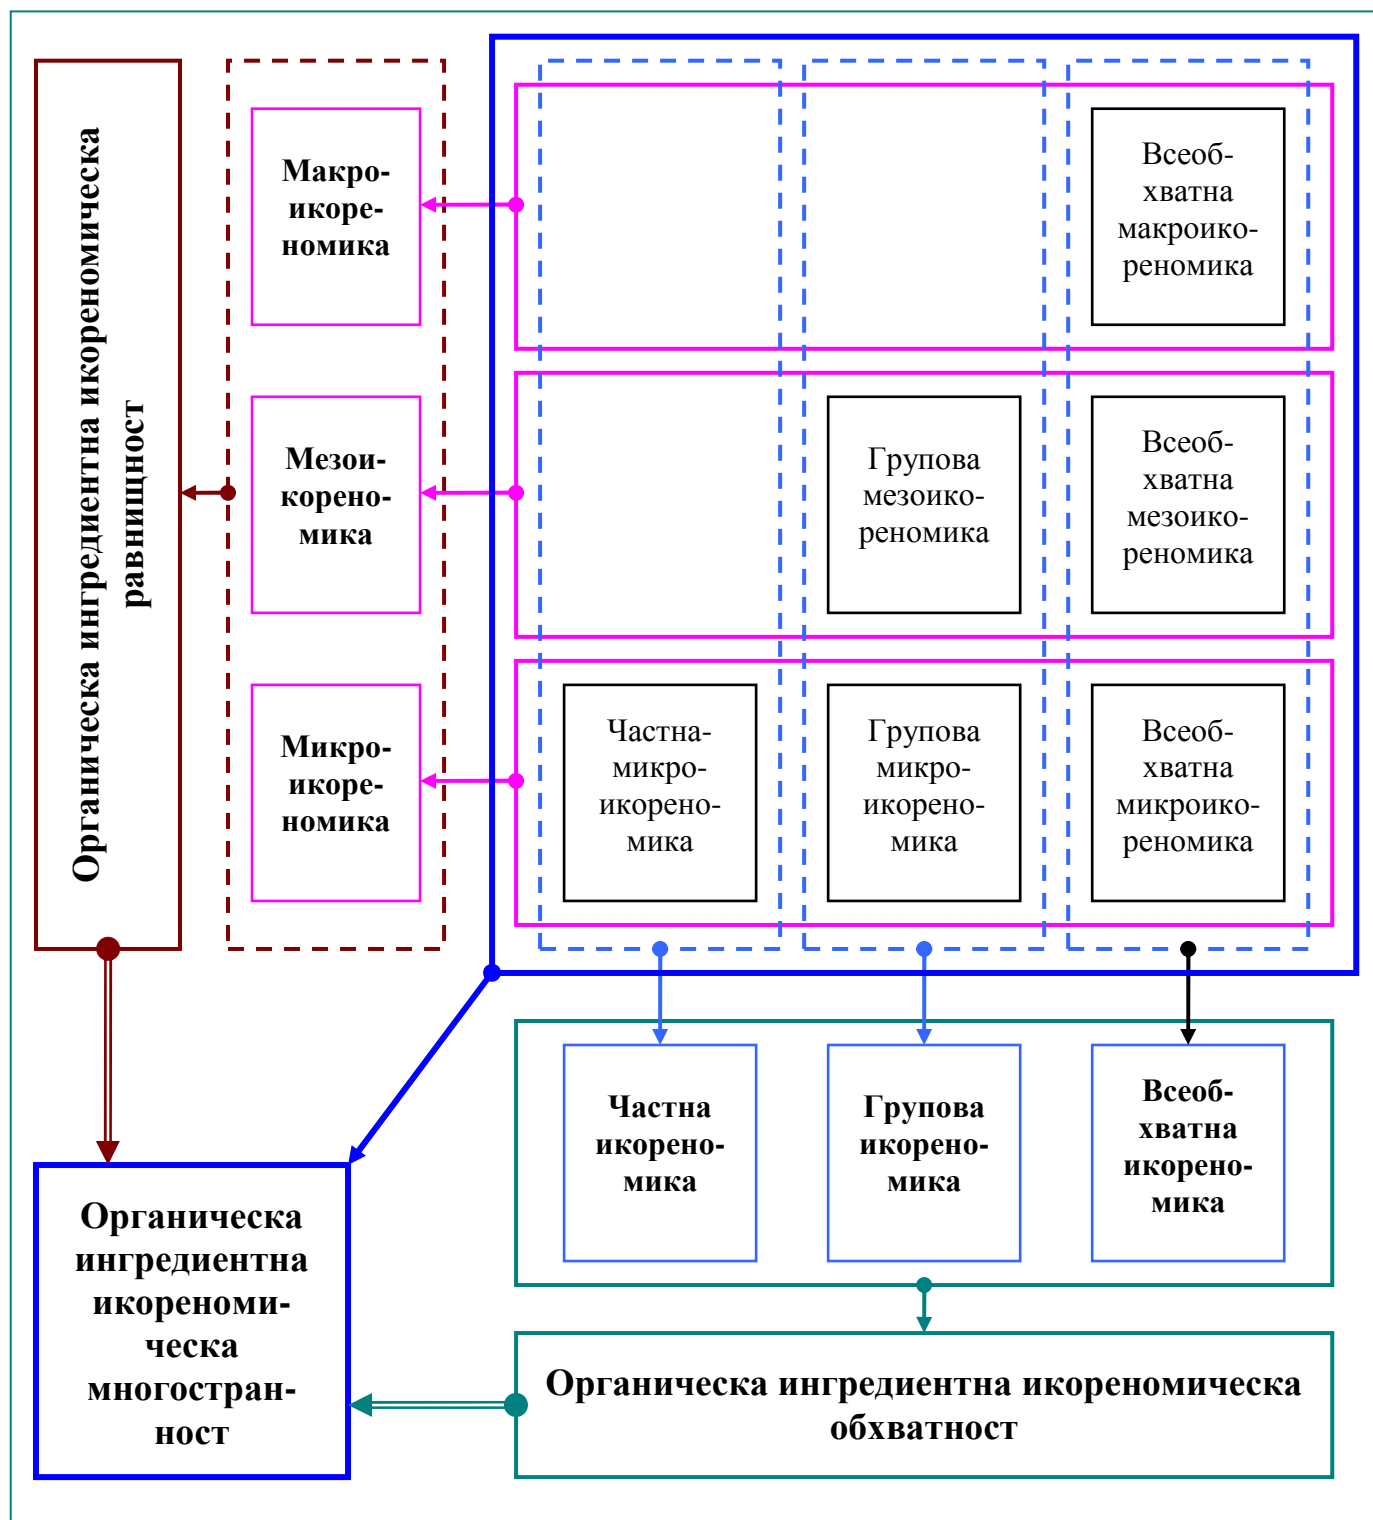 Органическа ингредиентна икореномическа
равнищност
Макро-
икоре-
номика
Всеоб-
хватна
макроико-
реномика
Мезои-
корено-
мика
Групова
мезоико-
реномика
Всеоб-
хватна
мезоико-
реномика
Микро-
икоре-
номика
Частна-
микро-
икорено-
мика
Групова
микро-
икорено-
мика
Всеоб-
хватна
микроико-
реномика
Частна
икорено-
мика
Групова
икорено-
мика
Всеоб-
хватна
икорено-
мика
Органическа
ингредиентна
икореноми-
ческа
многостран-
ност
Органическа ингредиентна икореномическа
обхватност